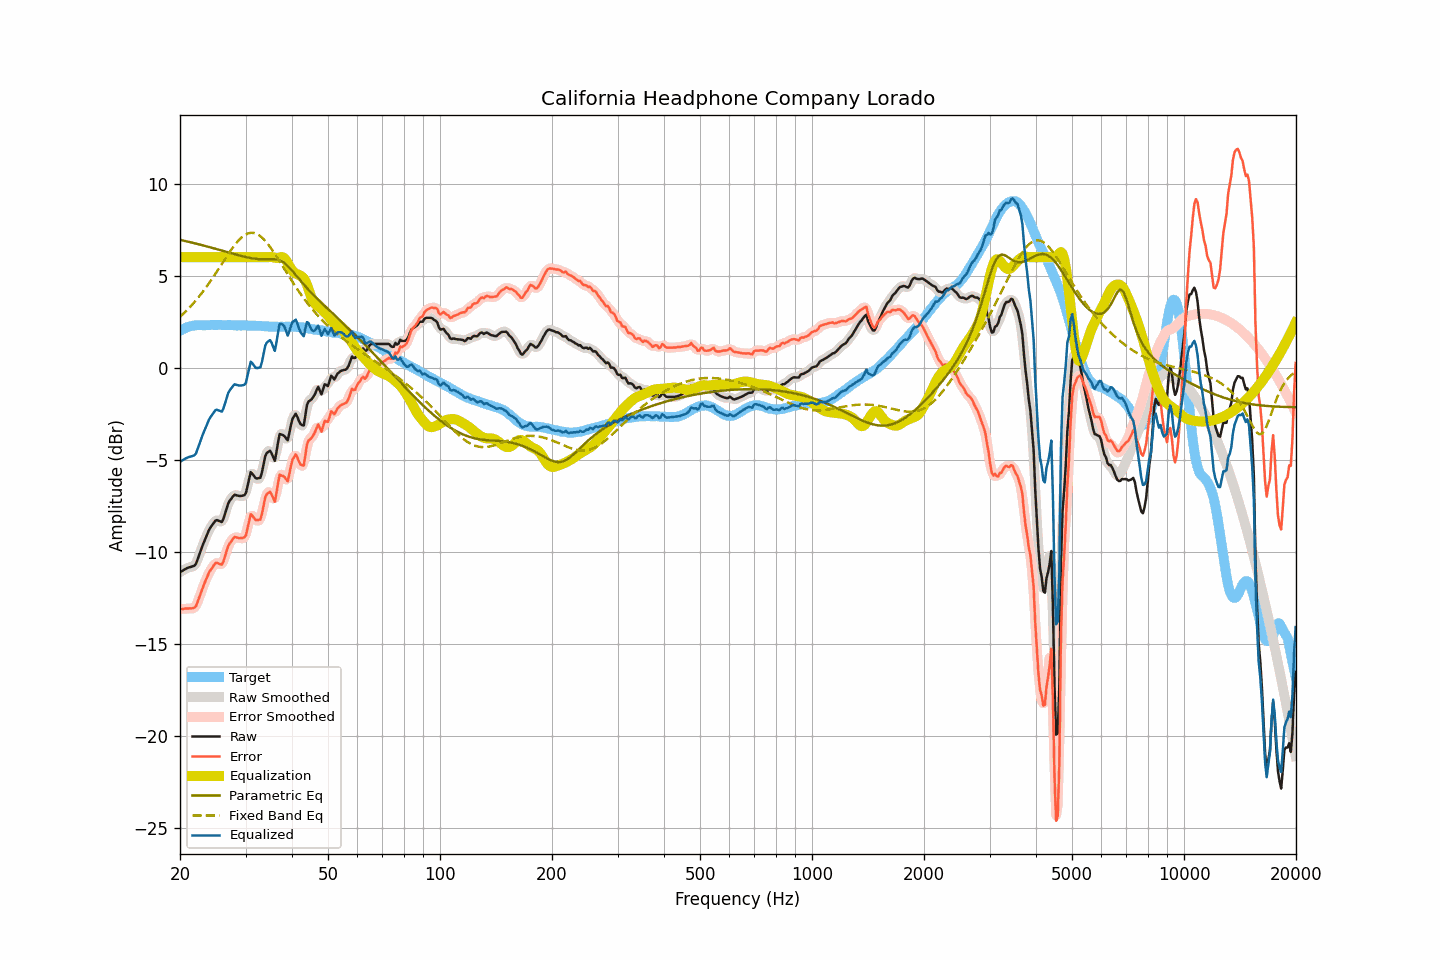 California Headphone Company Lorado
Amplitude (dBr)
10
5
0
−5
−10
−15
−20
−25
Target
Raw Smoothed
Error Smoothed
Raw
Error
Equalization
Parametric Eq
Fixed Band Eq
Equalized
20 50 100 200 500 1000 2000 5000 10000 20000
Frequency (Hz)